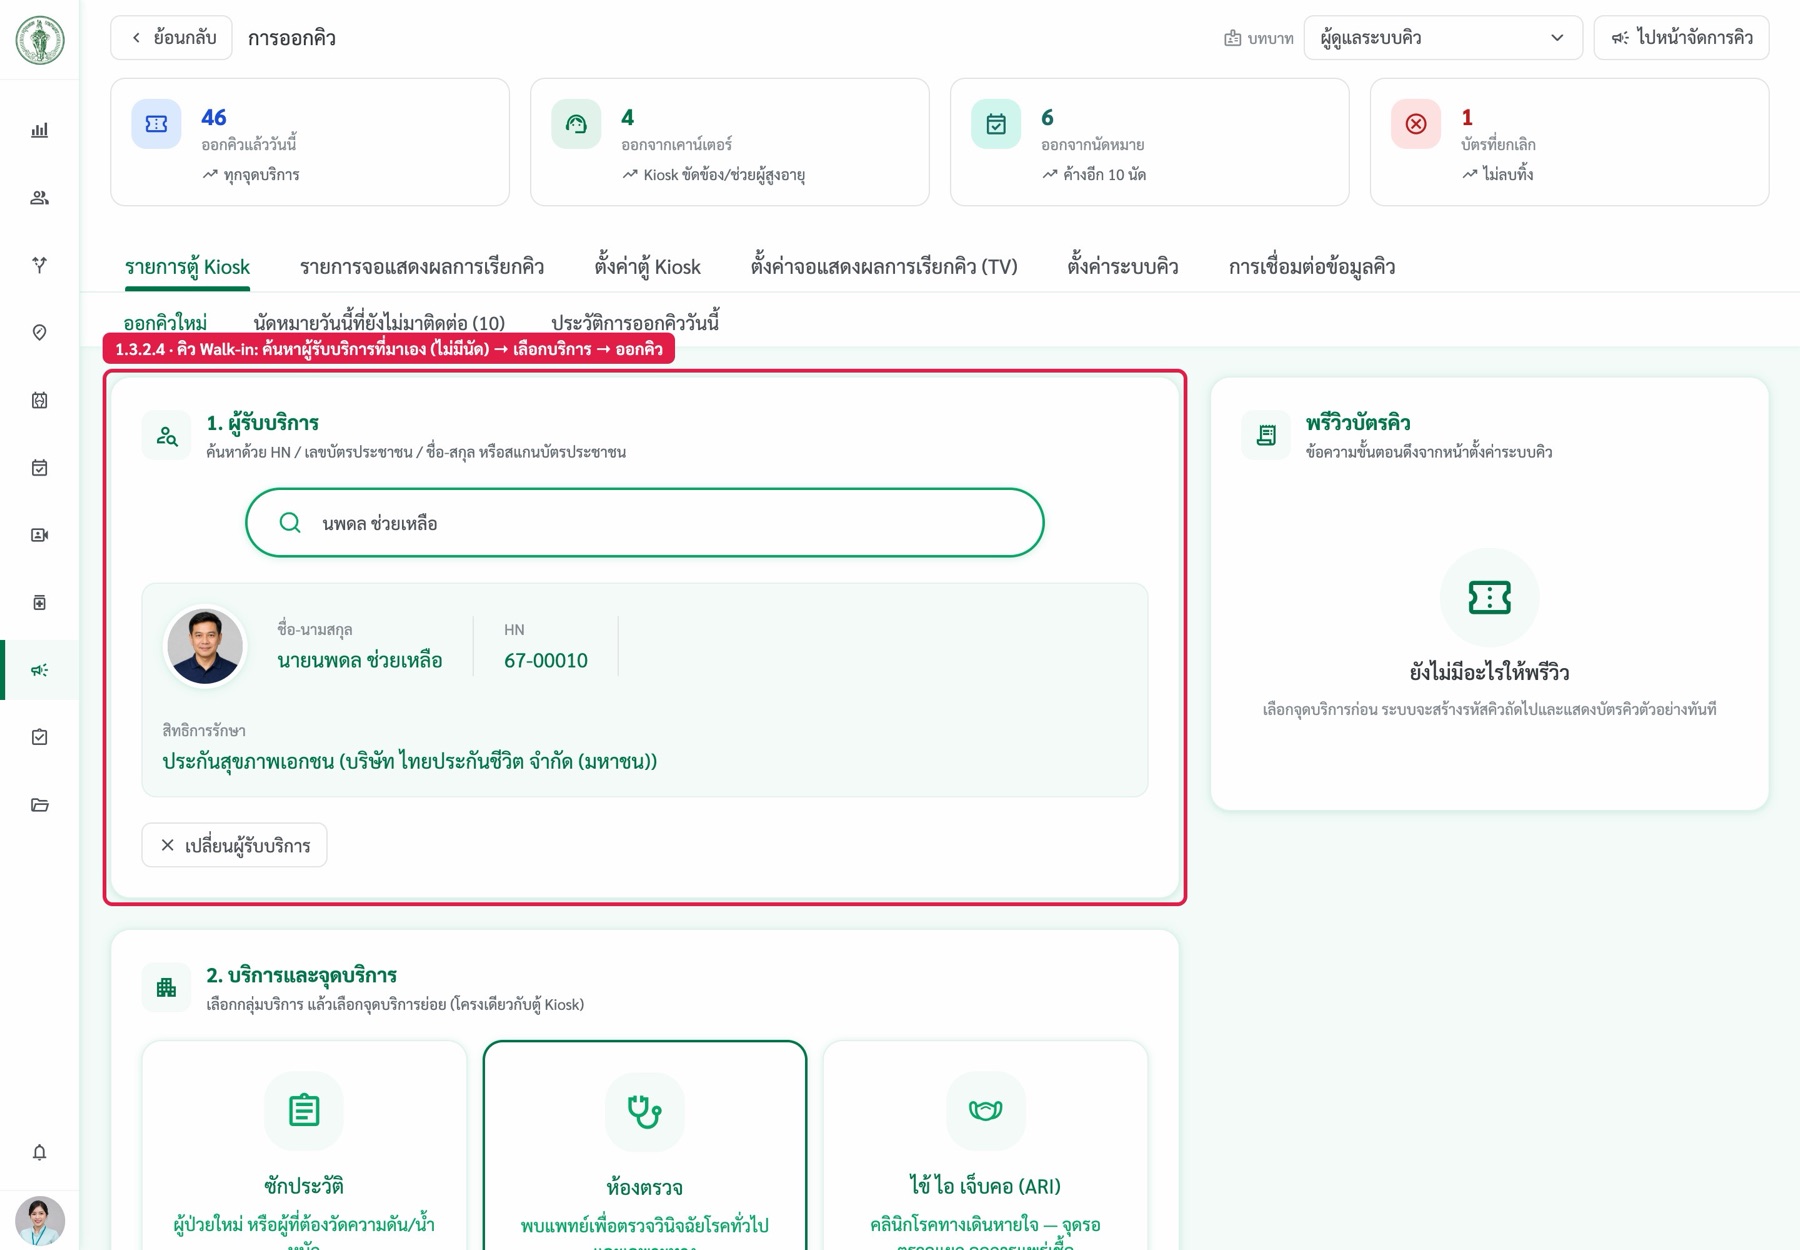 ย้อนกลับ
การออกคิว
บทบาท
ผู้ดูแลระบบคิว
ไปหน้าจัดการคิว
46
ออกคิวแล้ววันนี้
ทุกจุดบริการ
4
ออกจากเคาน์เตอร์
Kiosk ขัดข้อง/ช่วยผู้สูงอายุ
6
ออกจากนัดหมาย
ค้างอีก 10 นัด
1
บัตรที่ยกเลิก
ไม่ลบทิ้ง
รายการตู้ Kiosk
รายการจอแสดงผลการเรียกคิว
ตั้งค่าตู้ Kiosk
ตั้งค่าจอแสดงผลการเรียกคิว (TV)
ตั้งค่าระบบคิว
การเชื่อมต่อข้อมูลคิว
ออกคิวใหม่
นัดหมายวันนี้ที่ยังไม่มาติดต่อ (10)
ประวัติการออกคิววันนี้
1.3.2.4 · คิว Walk-in: ค้นหาผู้รับบริการที่มาเอง (ไม่มีนัด) → เลือกบริการ → ออกคิว
1. ผู้รับบริการ
ค้นหาด้วย HN / เลขบัตรประชาชน / ชื่อ-สกุล หรือสแกนบัตรประชาชน
นพดล ช่วยเหลือ
ชื่อ-นามสกุล
นายนพดล ช่วยเหลือ
HN
67-00010
สิทธิการรักษา
ประกันสุขภาพเอกชน (บริษัท ไทยประกันชีวิต จำกัด (มหาชน))
เปลี่ยนผู้รับบริการ
พรีวิวบัตรคิว
ข้อความขั้นตอนดึงจากหน้าตั้งค่าระบบคิว
ยังไม่มีอะไรให้พรีวิว
เลือกจุดบริการก่อน ระบบจะสร้างรหัสคิวถัดไปและแสดงบัตรคิวตัวอย่างทันที
2. บริการและจุดบริการ
เลือกกลุ่มบริการ แล้วเลือกจุดบริการย่อย (โครงเดียวกับตู้ Kiosk)
ซักประวัติ
ผู้ป่วยใหม่ หรือผู้ที่ต้องวัดความดัน/น้ำ
ห้องตรวจ
พบแพทย์เพื่อตรวจวินิจฉัยโรคทั่วไป
ไข้ ไอ เจ็บคอ (ARI)
คลินิกโรคทางเดินหายใจ — จุดรอ